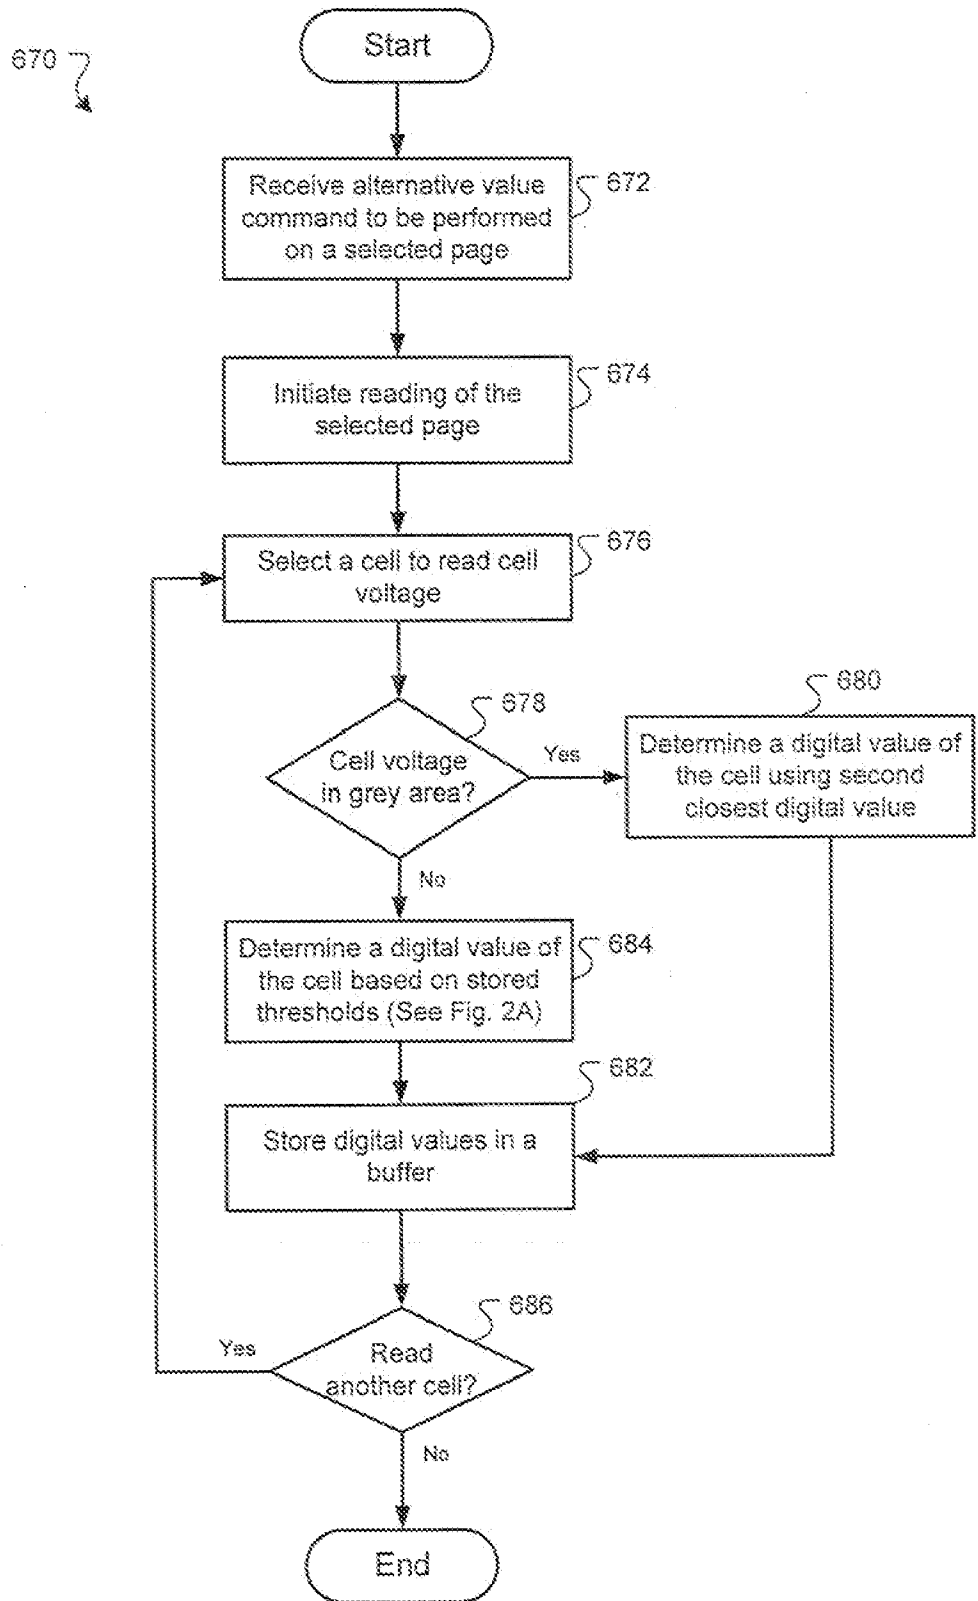 Start
670
Receive alternative value
command to be performed
on a selected page
672
Initiate reading of the
selected page
674
Select a cell to read cell
voltage
676
Cell voltage
in grey area?
678
Yes
Determine a digital value of
the cell using second
closest digital value
680
No
Determine a digital value of
the cell based on stored
thresholds (See Fig. 2A)
684
Store digital values in a
buffer
682
Read
another cell?
686
Yes
No
End